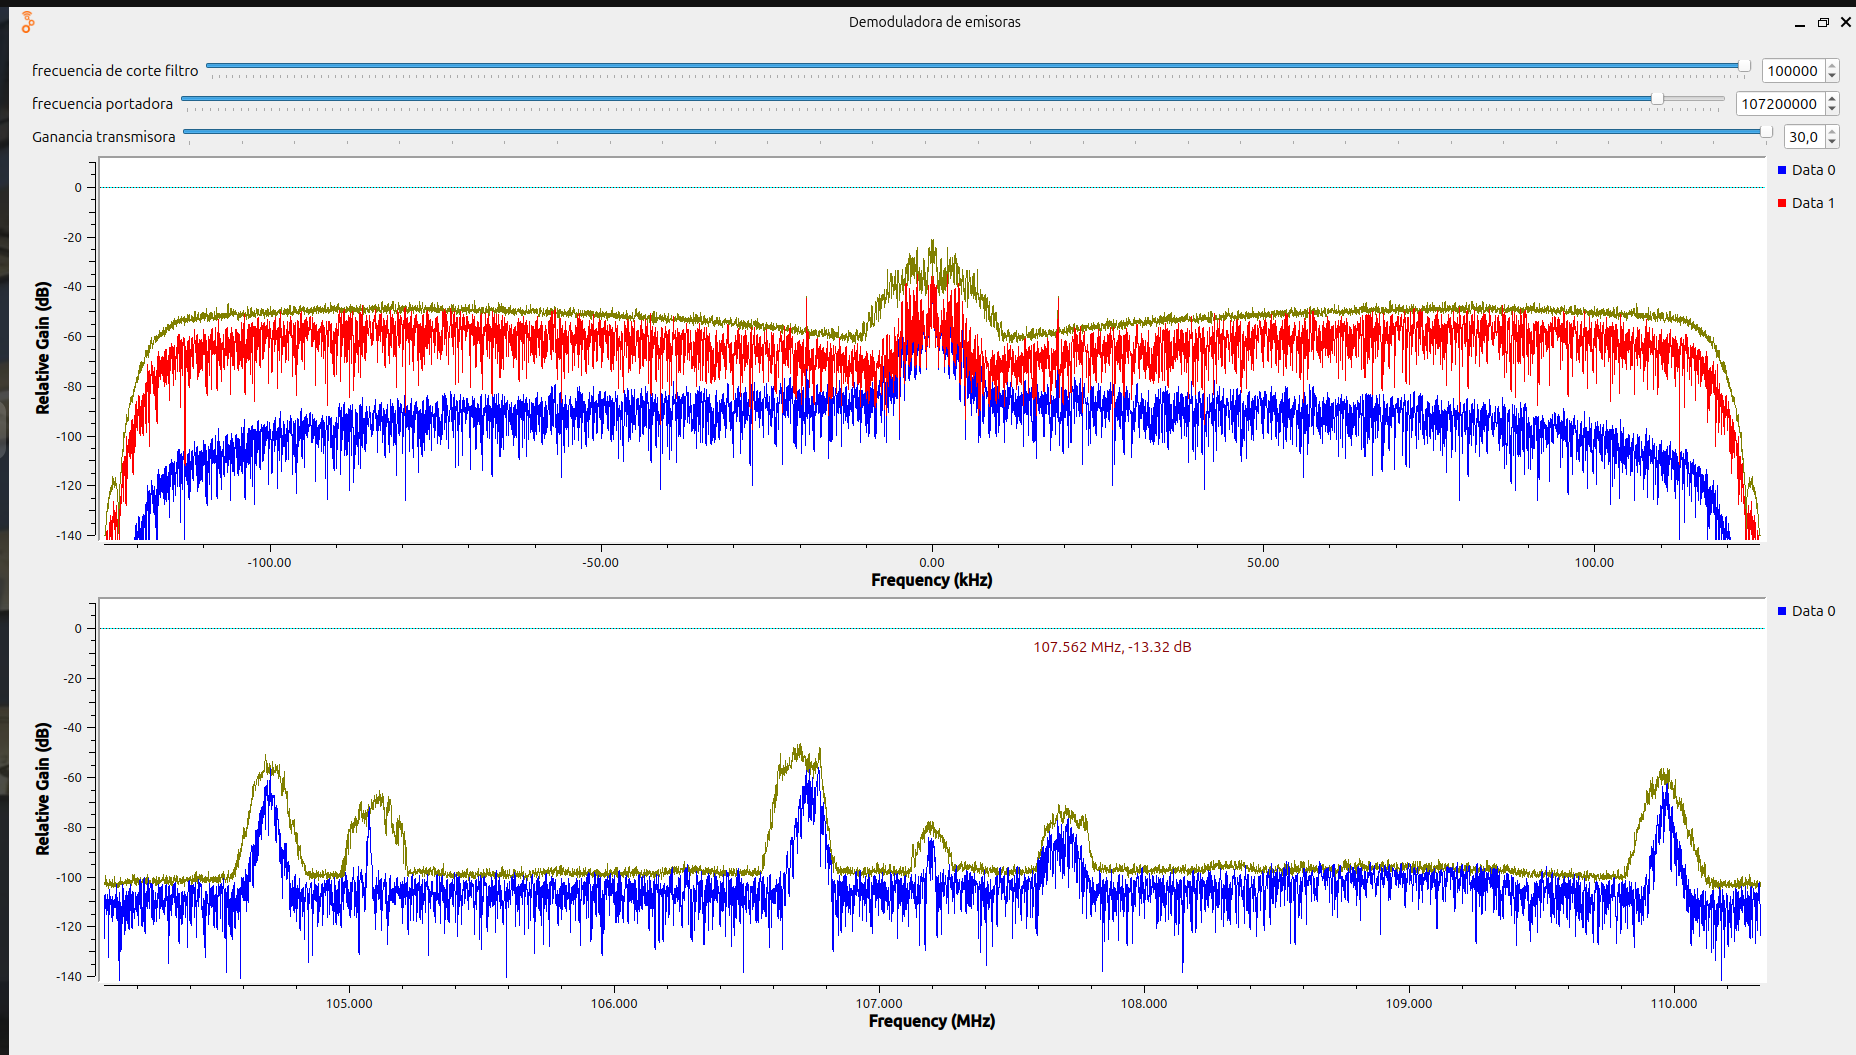 Demoduladora de emisoras
frecuencia de corte filtro 100000
frecuencia portadora 107200000
Ganancia transmisora 30,0
Data 0
Data 1
0
-20
-40
-60
-80
-100
-120
-140
Relative Gain (dB)
-100.00 -50.00 0.00 50.00 100.00
Frequency (kHz)
Data 0
107.562 MHz, -13.32 dB
0
-20
-40
-60
-80
-100
-120
-140
Relative Gain (dB)
105.000 106.000 107.000 108.000 109.000 110.000
Frequency (MHz)